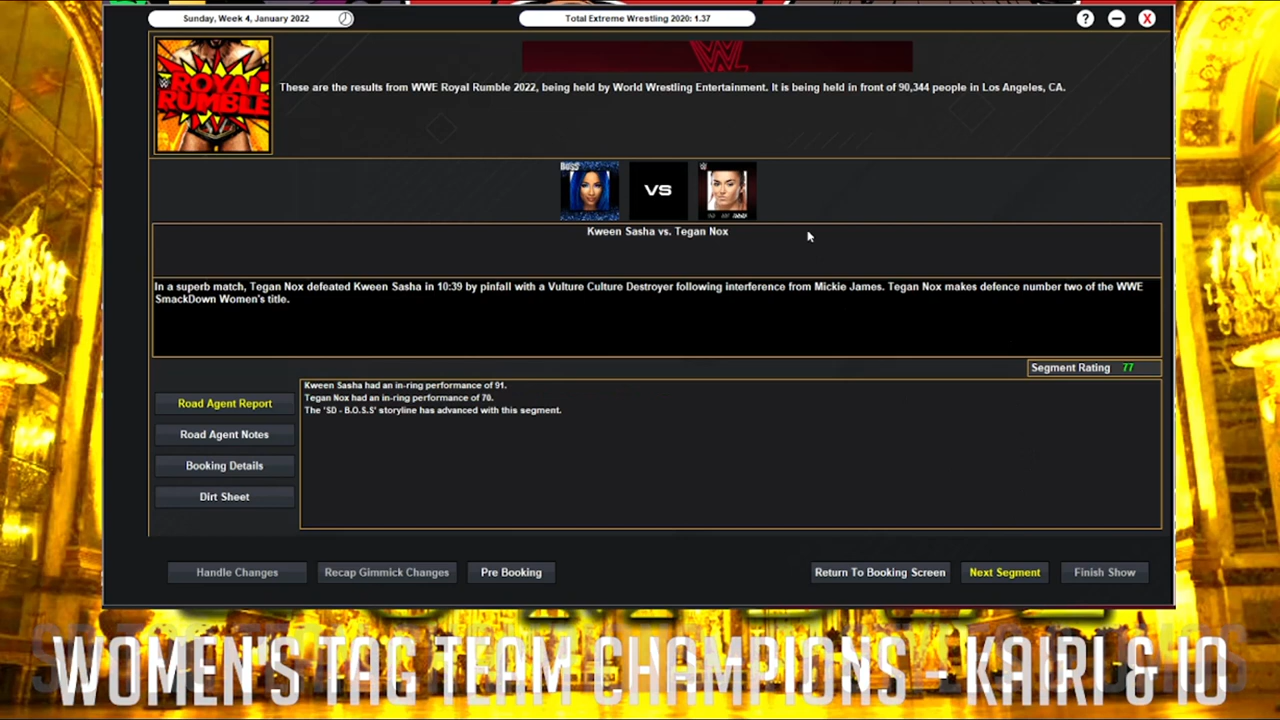 Sunday, Week 4, January 2022
Total Extreme Wrestling 2020: 1.37
?
X
ROYAL
RUMBLE
These are the results from WWE Royal Rumble 2022, being held by World Wrestling Entertainment. It is being held in front of 90,344 people in Los Angeles, CA.
BOSS
VS
Kween Sasha vs. Tegan Nox
In a superb match, Tegan Nox defeated Kween Sasha in 10:39 by pinfall with a Vulture Culture Destroyer following interference from Mickie James. Tegan Nox makes defence number two of the WWE
SmackDown Women's title.
Segment Rating 77
Kween Sasha had an in-ring performance of 91.
Tegan Nox had an in-ring performance of 70.
The 'SD - B.O.S.S' storyline has advanced with this segment.
Road Agent Report
Road Agent Notes
Booking Details
Dirt Sheet
Handle Changes
Recap Gimmick Changes
Pre Booking
Return To Booking Screen
Next Segment
Finish Show
WOMEN'S TAG TEAM CHAMPIONS - KAIRI & IO